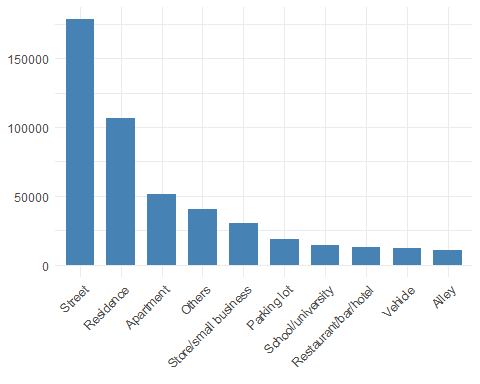 150000
100000
50000
0
Street
Residence
Apartment
Others
Store/small business
Parking lot
School/university
Restaurant/bar/hotel
Vehicle
Alley